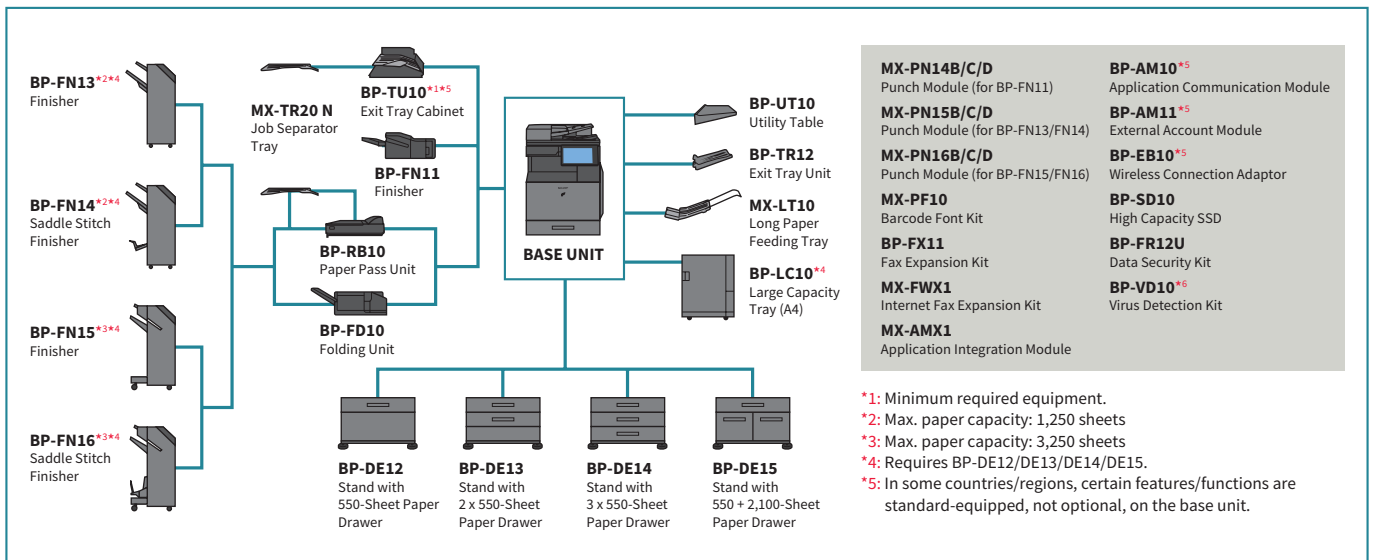 BP-FN13*2*4
Finisher
BP-FN14*2*4
Saddle Stitch
Finisher
BP-FN15*3*4
Finisher
BP-FN16*3*4
Saddle Stitch
Finisher
MX-TR20 N
Job Separator
Tray
BP-TU10*1*5
Exit Tray Cabinet
BP-FN11
Finisher
BP-RB10
Paper Pass Unit
BP-FD10
Folding Unit
BASE UNIT
BP-UT10
Utility Table
BP-TR12
Exit Tray Unit
MX-LT10
Long Paper
Feeding Tray
BP-LC10*4
Large Capacity
Tray (A4)
BP-DE12
Stand with
550-Sheet Paper
Drawer
BP-DE13
Stand with
2 x 550-Sheet
Paper Drawer
BP-DE14
Stand with
3 x 550-Sheet
Paper Drawer
BP-DE15
Stand with
550 + 2,100-Sheet
Paper Drawer
MX-PN14B/C/D
Punch Module (for BP-FN11)
MX-PN15B/C/D
Punch Module (for BP-FN13/FN14)
MX-PN16B/C/D
Punch Module (for BP-FN15/FN16)
MX-PF10
Barcode Font Kit
BP-FX11
Fax Expansion Kit
MX-FWX1
Internet Fax Expansion Kit
MX-AMX1
Application Integration Module
BP-AM10*5
Application Communication Module
BP-AM11*5
External Account Module
BP-EB10*5
Wireless Connection Adaptor
BP-SD10
High Capacity SSD
BP-FR12U
Data Security Kit
BP-VD10*6
Virus Detection Kit
*1: Minimum required equipment.
*2: Max. paper capacity: 1,250 sheets
*3: Max. paper capacity: 3,250 sheets
*4: Requires BP-DE12/DE13/DE14/DE15.
*5: In some countries/regions, certain features/functions are
standard-equipped, not optional, on the base unit.